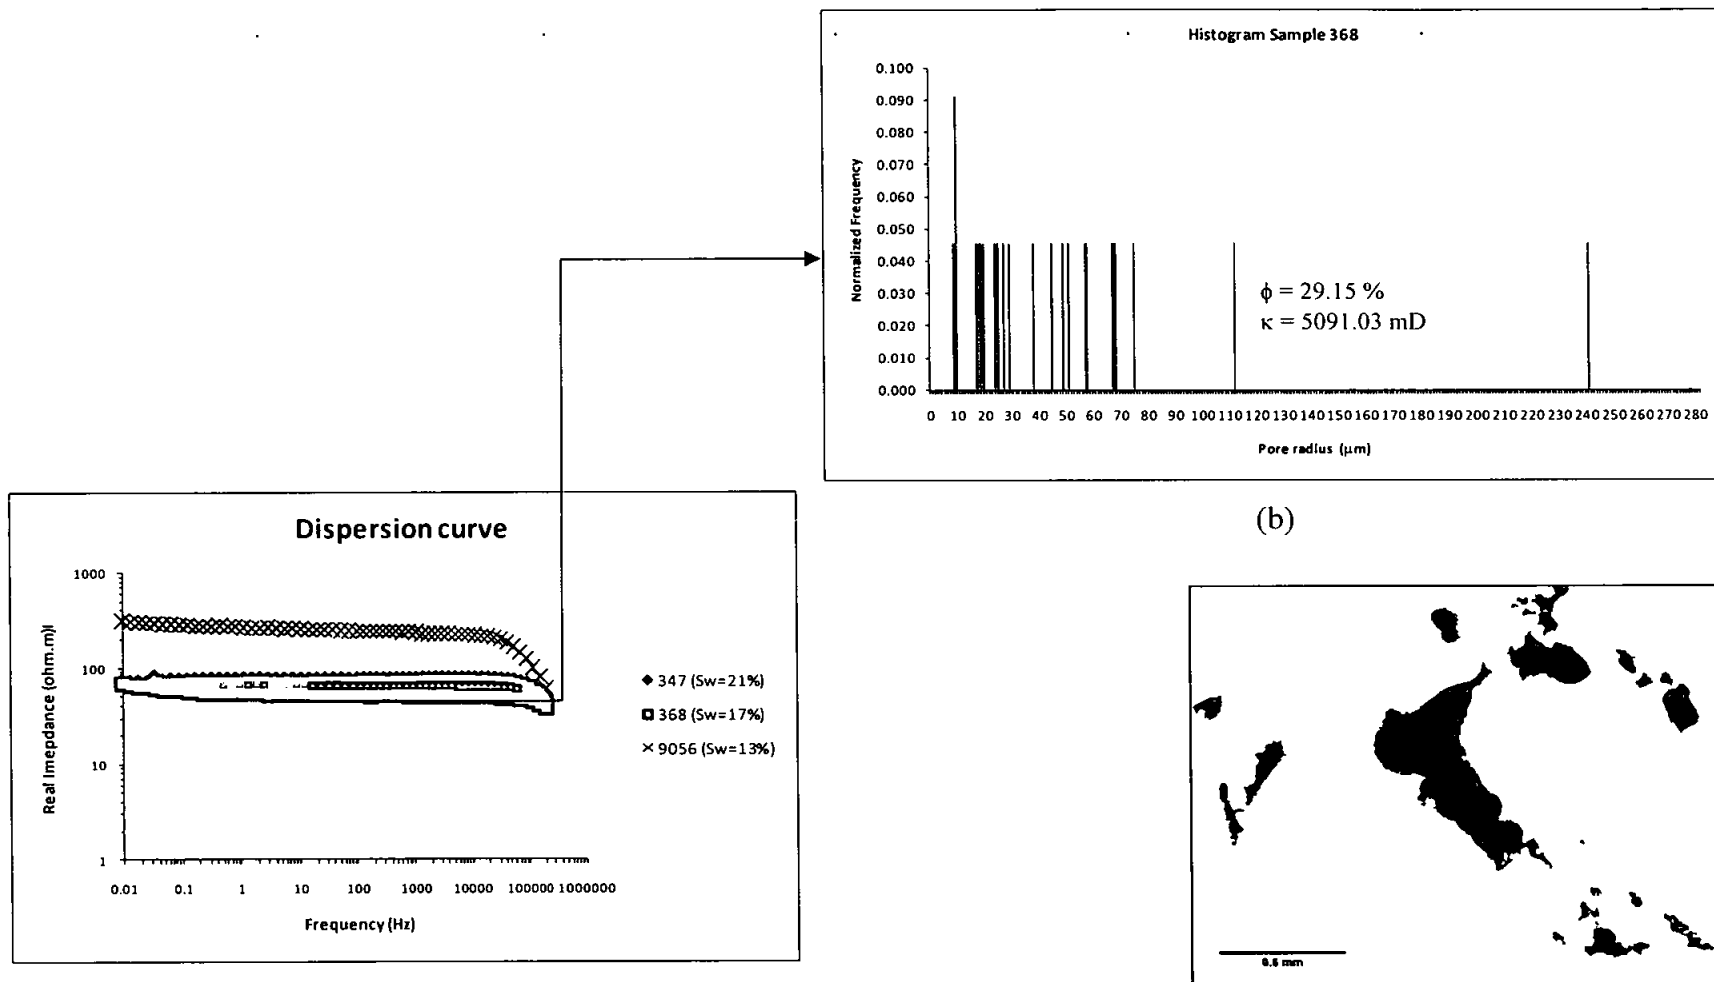 Histogram Sample 368
0.100
0.090
0.080
0.070
0.060
0.050
0.040
0.030
0.020
0.010
0.000
Normalized Frequency
ϕ = 29.15 %
κ = 5091.03 mD
0 10 20 30 40 50 60 70 80 90 100 110 120 130 140 150 160 170 180 190 200 210 220 230 240 250 260 270 280
Pore radius (μm)
(b)
Dispersion curve
1000
100
10
1
Real Imepdance (ohm.m)l
0.01 0.1 1 10 100 1000 10000 100000 1000000
Frequency (Hz)
347 (Sw=21%)
368 (Sw=17%)
9056 (Sw=13%)
0.5 mm